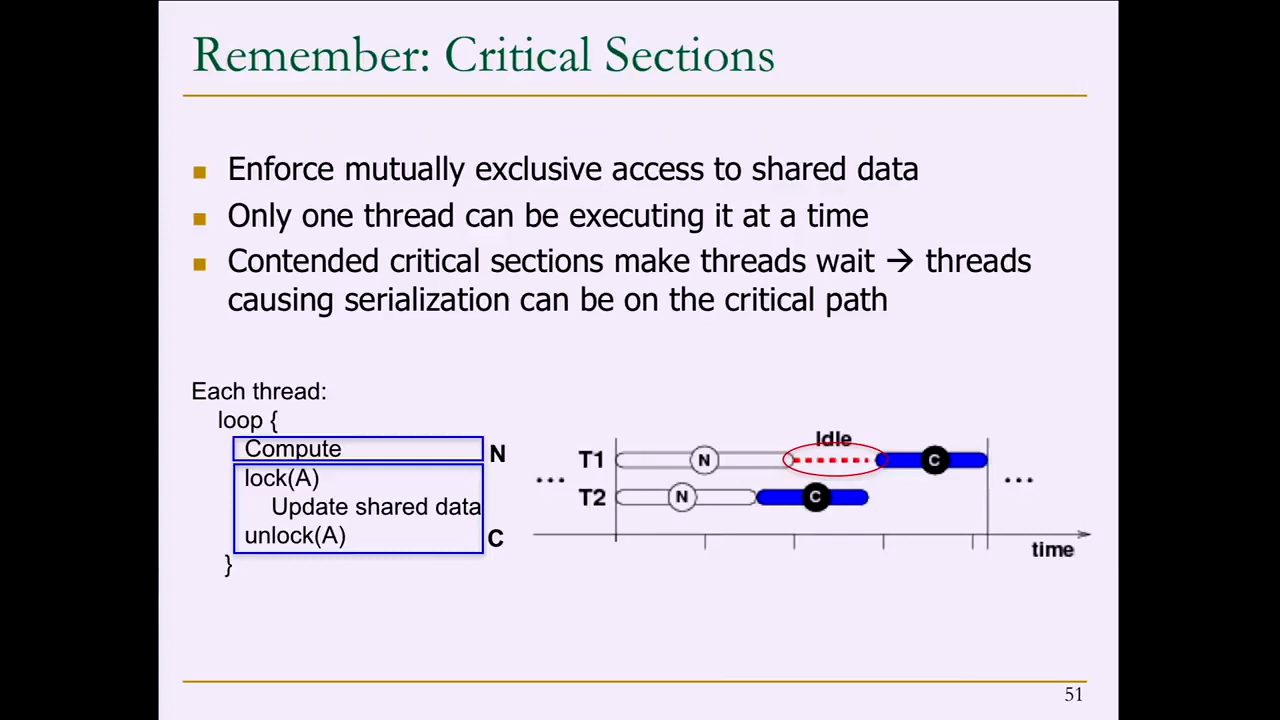 Remember: Critical Sections
Enforce mutually exclusive access to shared data
Only one thread can be executing it at a time
Contended critical sections make threads wait → threads
causing serialization can be on the critical path
Each thread:
loop {
Compute
N
lock(A)
Update shared data
unlock(A)
C
}
Idle
T1
N
C
...
...
T2
N
C
time
51